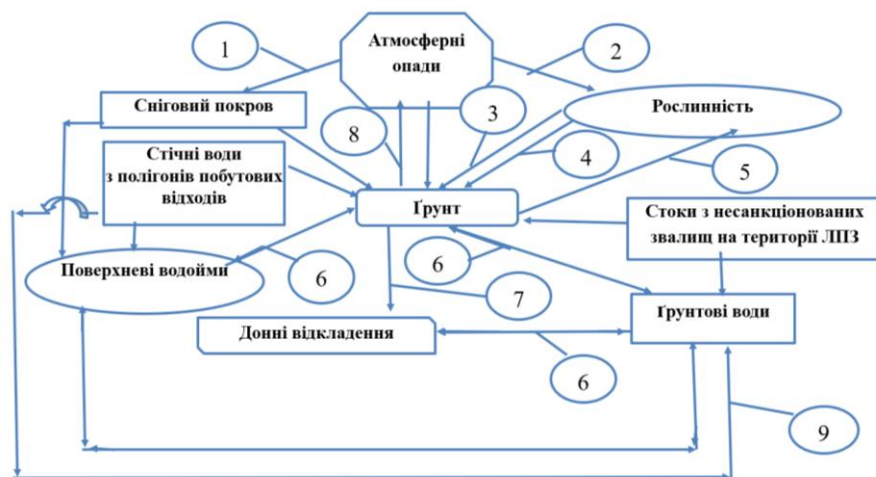 Атмосферні
опади
1
2
Сніговий покров
Рослинність
8
3
4
5
Стічні води
з полігонів побутових
відходів
Ґрунт
Стоки з несанкціонованих
звалищ на території ЛПЗ
Поверхневі водойми
6
6
7
Донні відкладення
Ґрунтові води
6
9